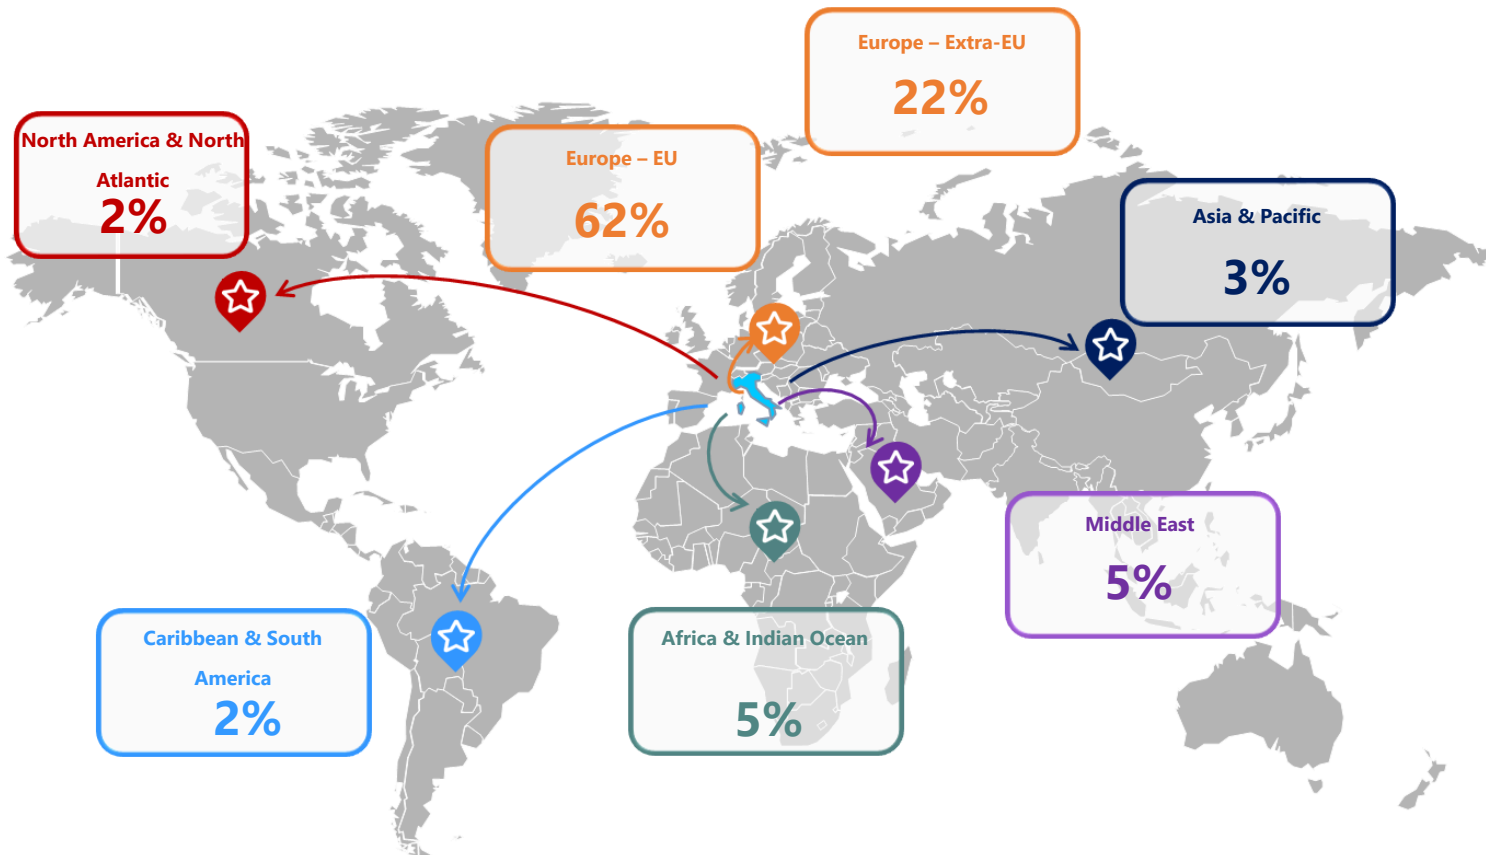 Europe – Extra-EU
22%
North America & North
Atlantic
2%
Europe – EU
62%
Asia & Pacific
3%
Middle East
5%
Caribbean & South
America
2%
Africa & Indian Ocean
5%